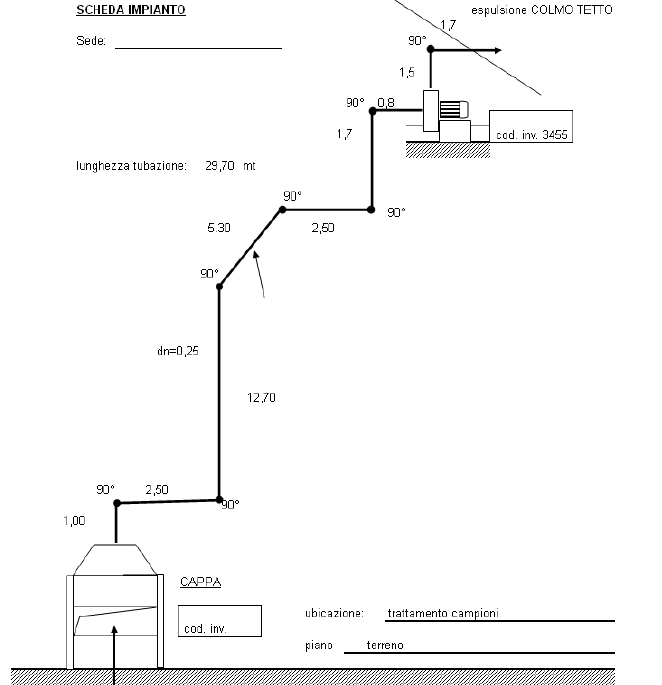 SCHEDA IMPIANTO
espulsione COLMO TETTO
Sede:
1,7
90°
1,5
90°
0,8
1,7
cod. inv. 3455
lunghezza tubazione: 29,70 mt
90°
90°
5.30
2,50
90°
dn=0,25
12,70
90°
2,50
90°
1,00
CAPPA
cod. inv.
ubicazione: trattamento campioni
piano terreno